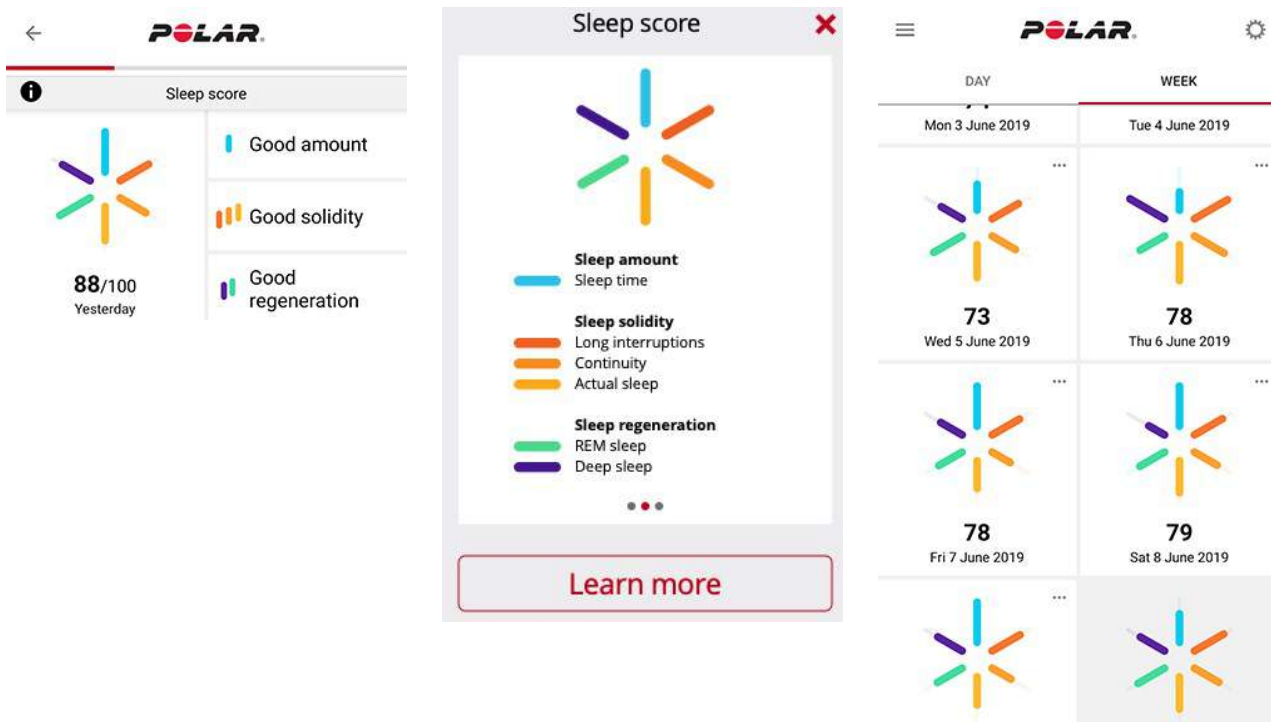 POLAR
Sleep score
Good amount
Good solidity
Good
regeneration
88/100
Yesterday
Sleep score
Sleep amount
Sleep time
Sleep solidity
Long interruptions
Continuity
Actual sleep
Sleep regeneration
REM sleep
Deep sleep
Learn more
POLAR
DAY
WEEK
Mon 3 June 2019
Tue 4 June 2019
73
Wed 5 June 2019
78
Thu 6 June 2019
78
Fri 7 June 2019
79
Sat 8 June 2019